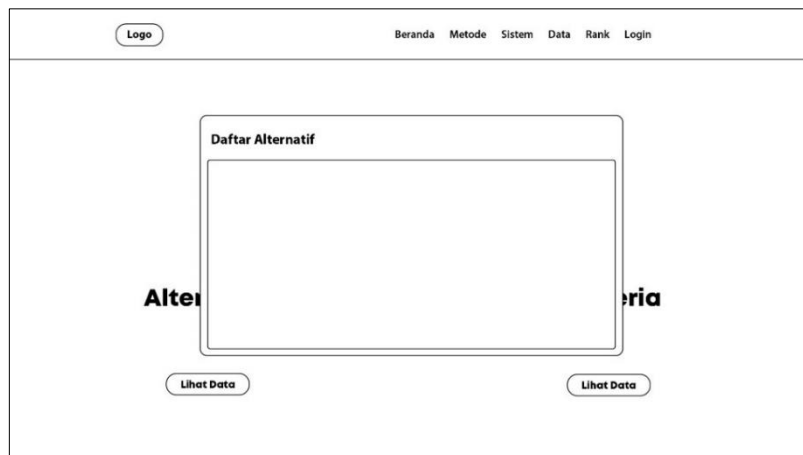 Logo Beranda Metode Sistem Data Rank Login
Daftar Alternatif
Alter eria
Lihat Data Lihat Data